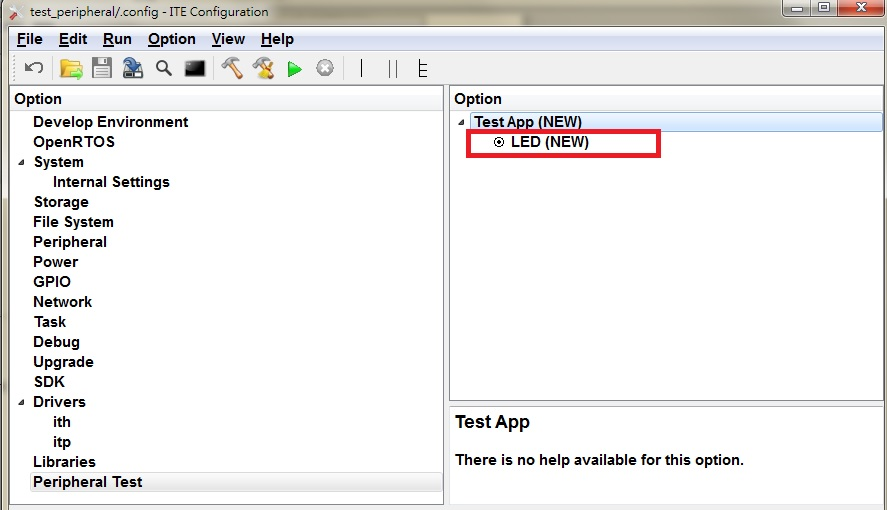 test_peripheral/.config - ITE Configuration
File Edit Run Option View Help
Option
Develop Environment
OpenRTOS
System
Internal Settings
Storage
File System
Peripheral
Power
GPIO
Network
Task
Debug
Upgrade
SDK
Drivers
ith
itp
Libraries
Peripheral Test
Option
Test App (NEW)
LED (NEW)
Test App
There is no help available for this option.